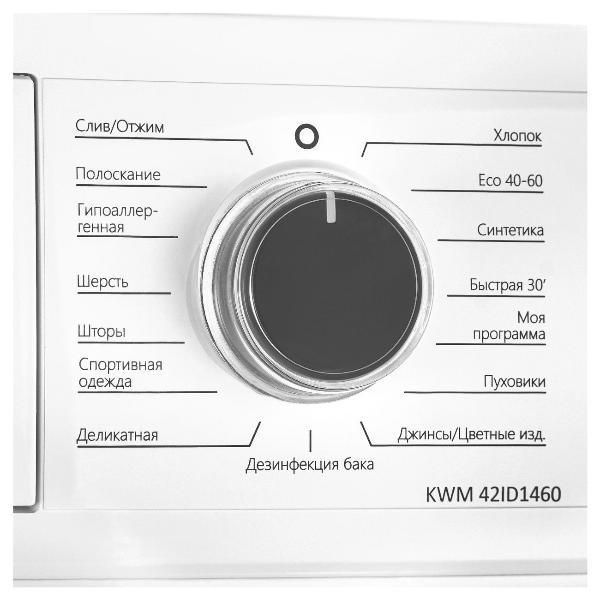 Слив/Отжим
Полоскание
Гипоаллер-
генная
Шерсть
Шторы
Спортивная
одежда
Деликатная
Дезинфекция бака
Хлопок
Eco 40-60
Синтетика
Быстрая 30'
Моя
программа
Пуховики
Джинсы/Цветные изд.
KWM 42ID1460